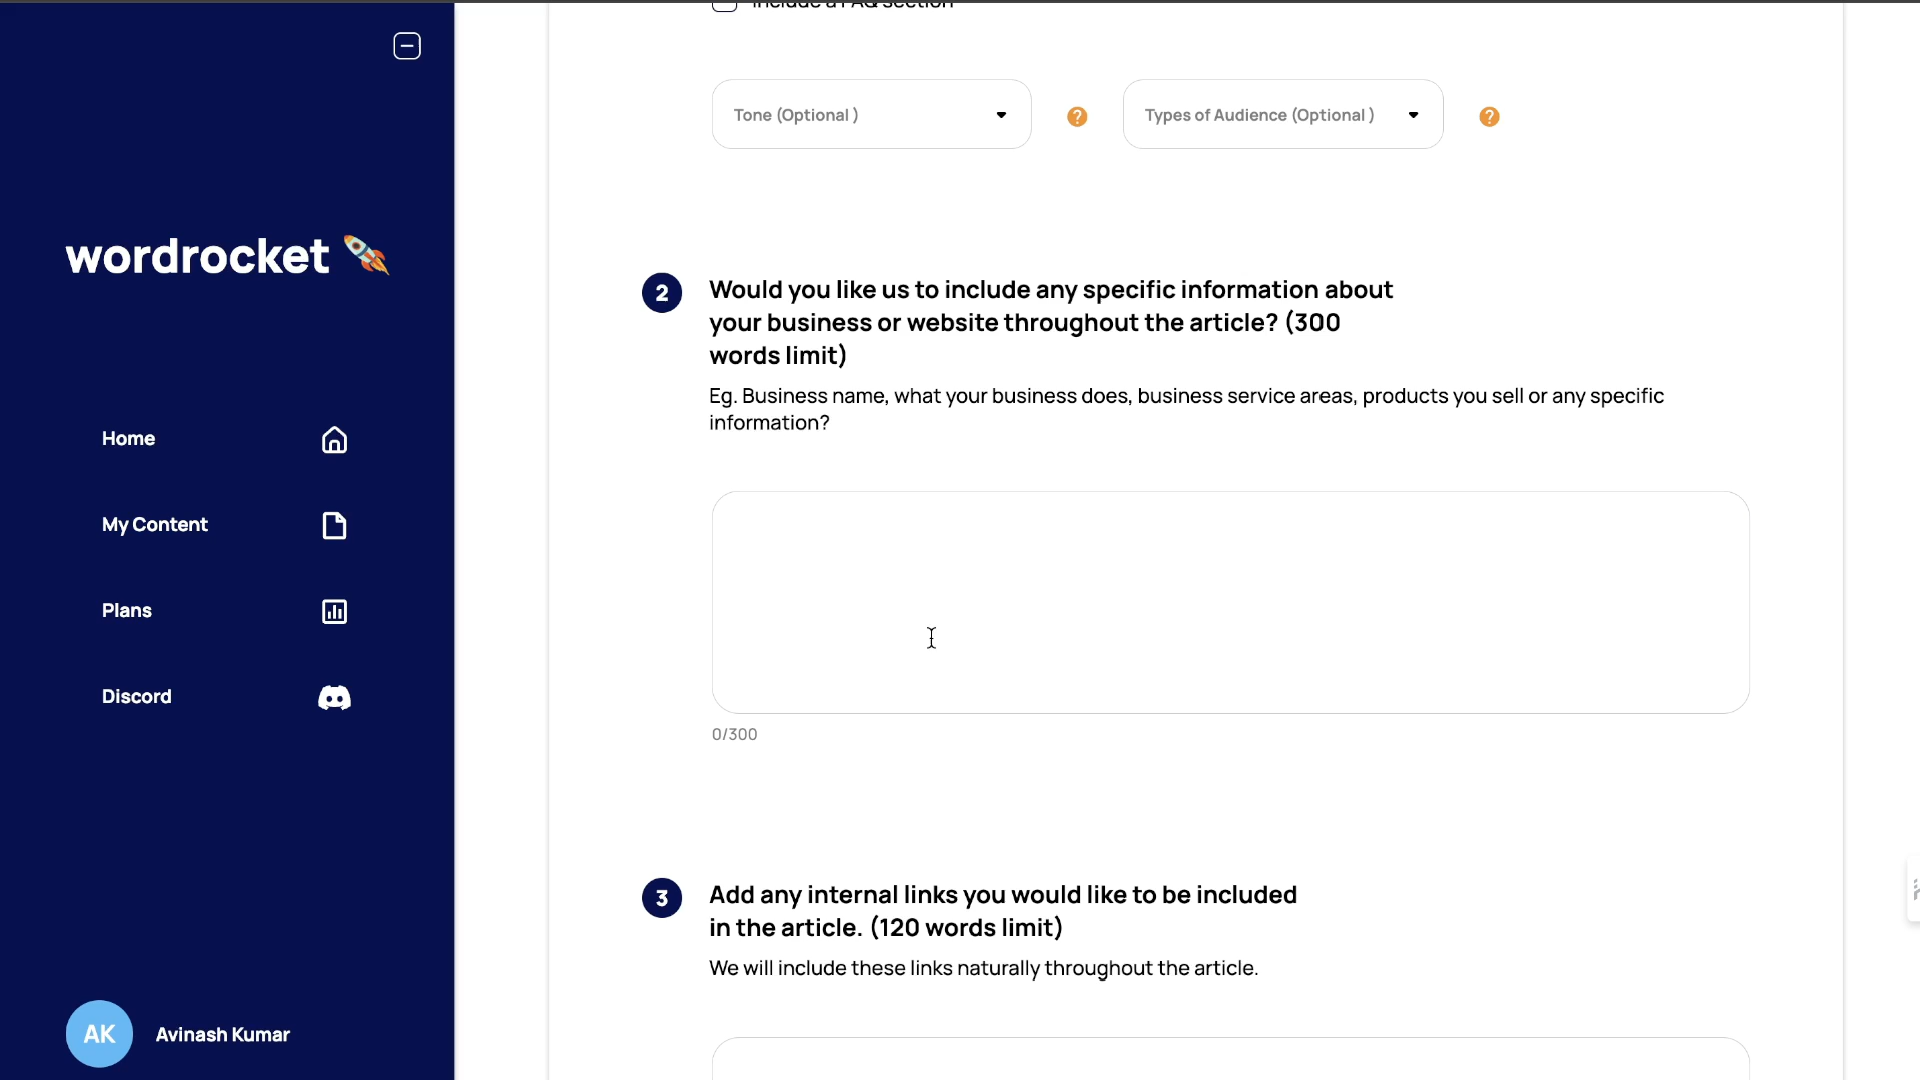 Include a FAQ section
Tone (Optional )
?
Types of Audience (Optional )
?
wordrocket
2
Would you like us to include any specific information about
your business or website throughout the article? (300
words limit)
Eg. Business name, what your business does, business service areas, products you sell or any specific
information?
Home
My Content
Plans
Discord
0/300
3
Add any internal links you would like to be included
in the article. (120 words limit)
We will include these links naturally throughout the article.
AK
Avinash Kumar